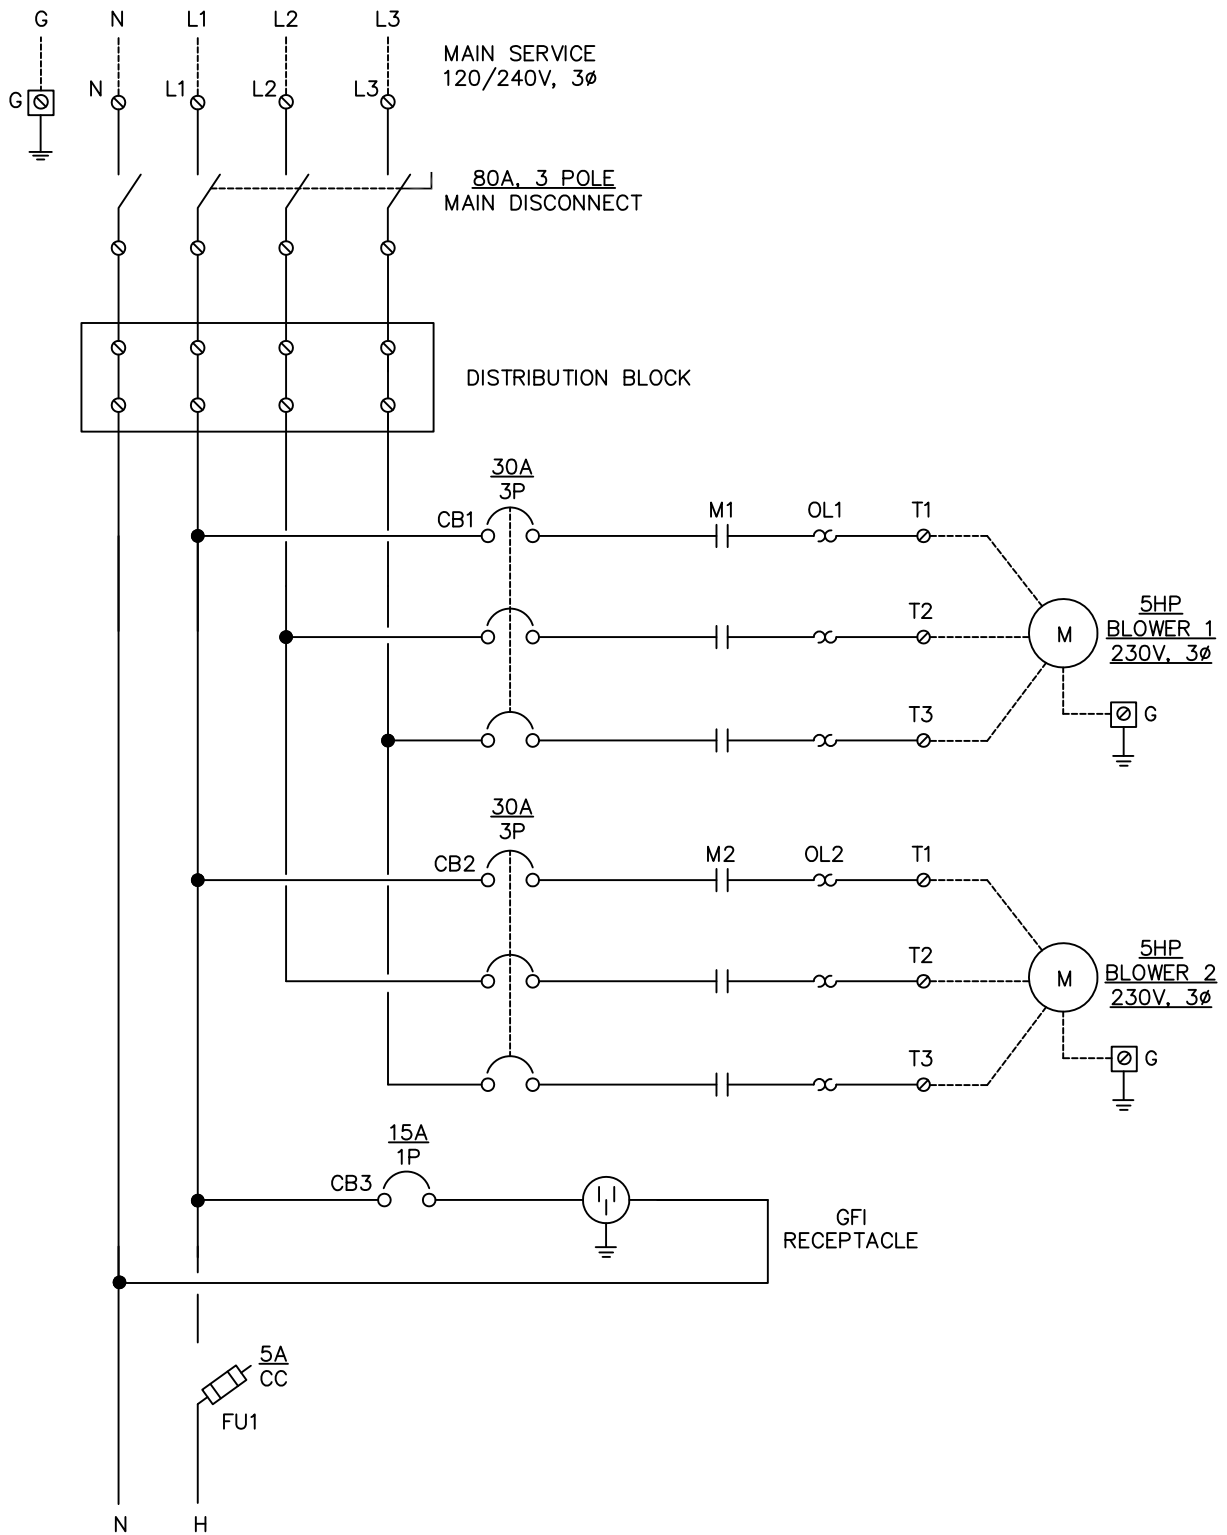 G N L1 L2 L3
MAIN SERVICE
120/240V, 3ø
G N L1 L2 L3
80A, 3 POLE
MAIN DISCONNECT
DISTRIBUTION BLOCK
30A
3P
CB1 M1 OL1 T1
T2
5HP
BLOWER 1
230V, 3ø
M
T3 G
30A
3P
CB2 M2 OL2 T1
T2
5HP
BLOWER 2
230V, 3ø
M
T3 G
15A
1P
CB3
GFI
RECEPTACLE
5A
CC
FU1
N H